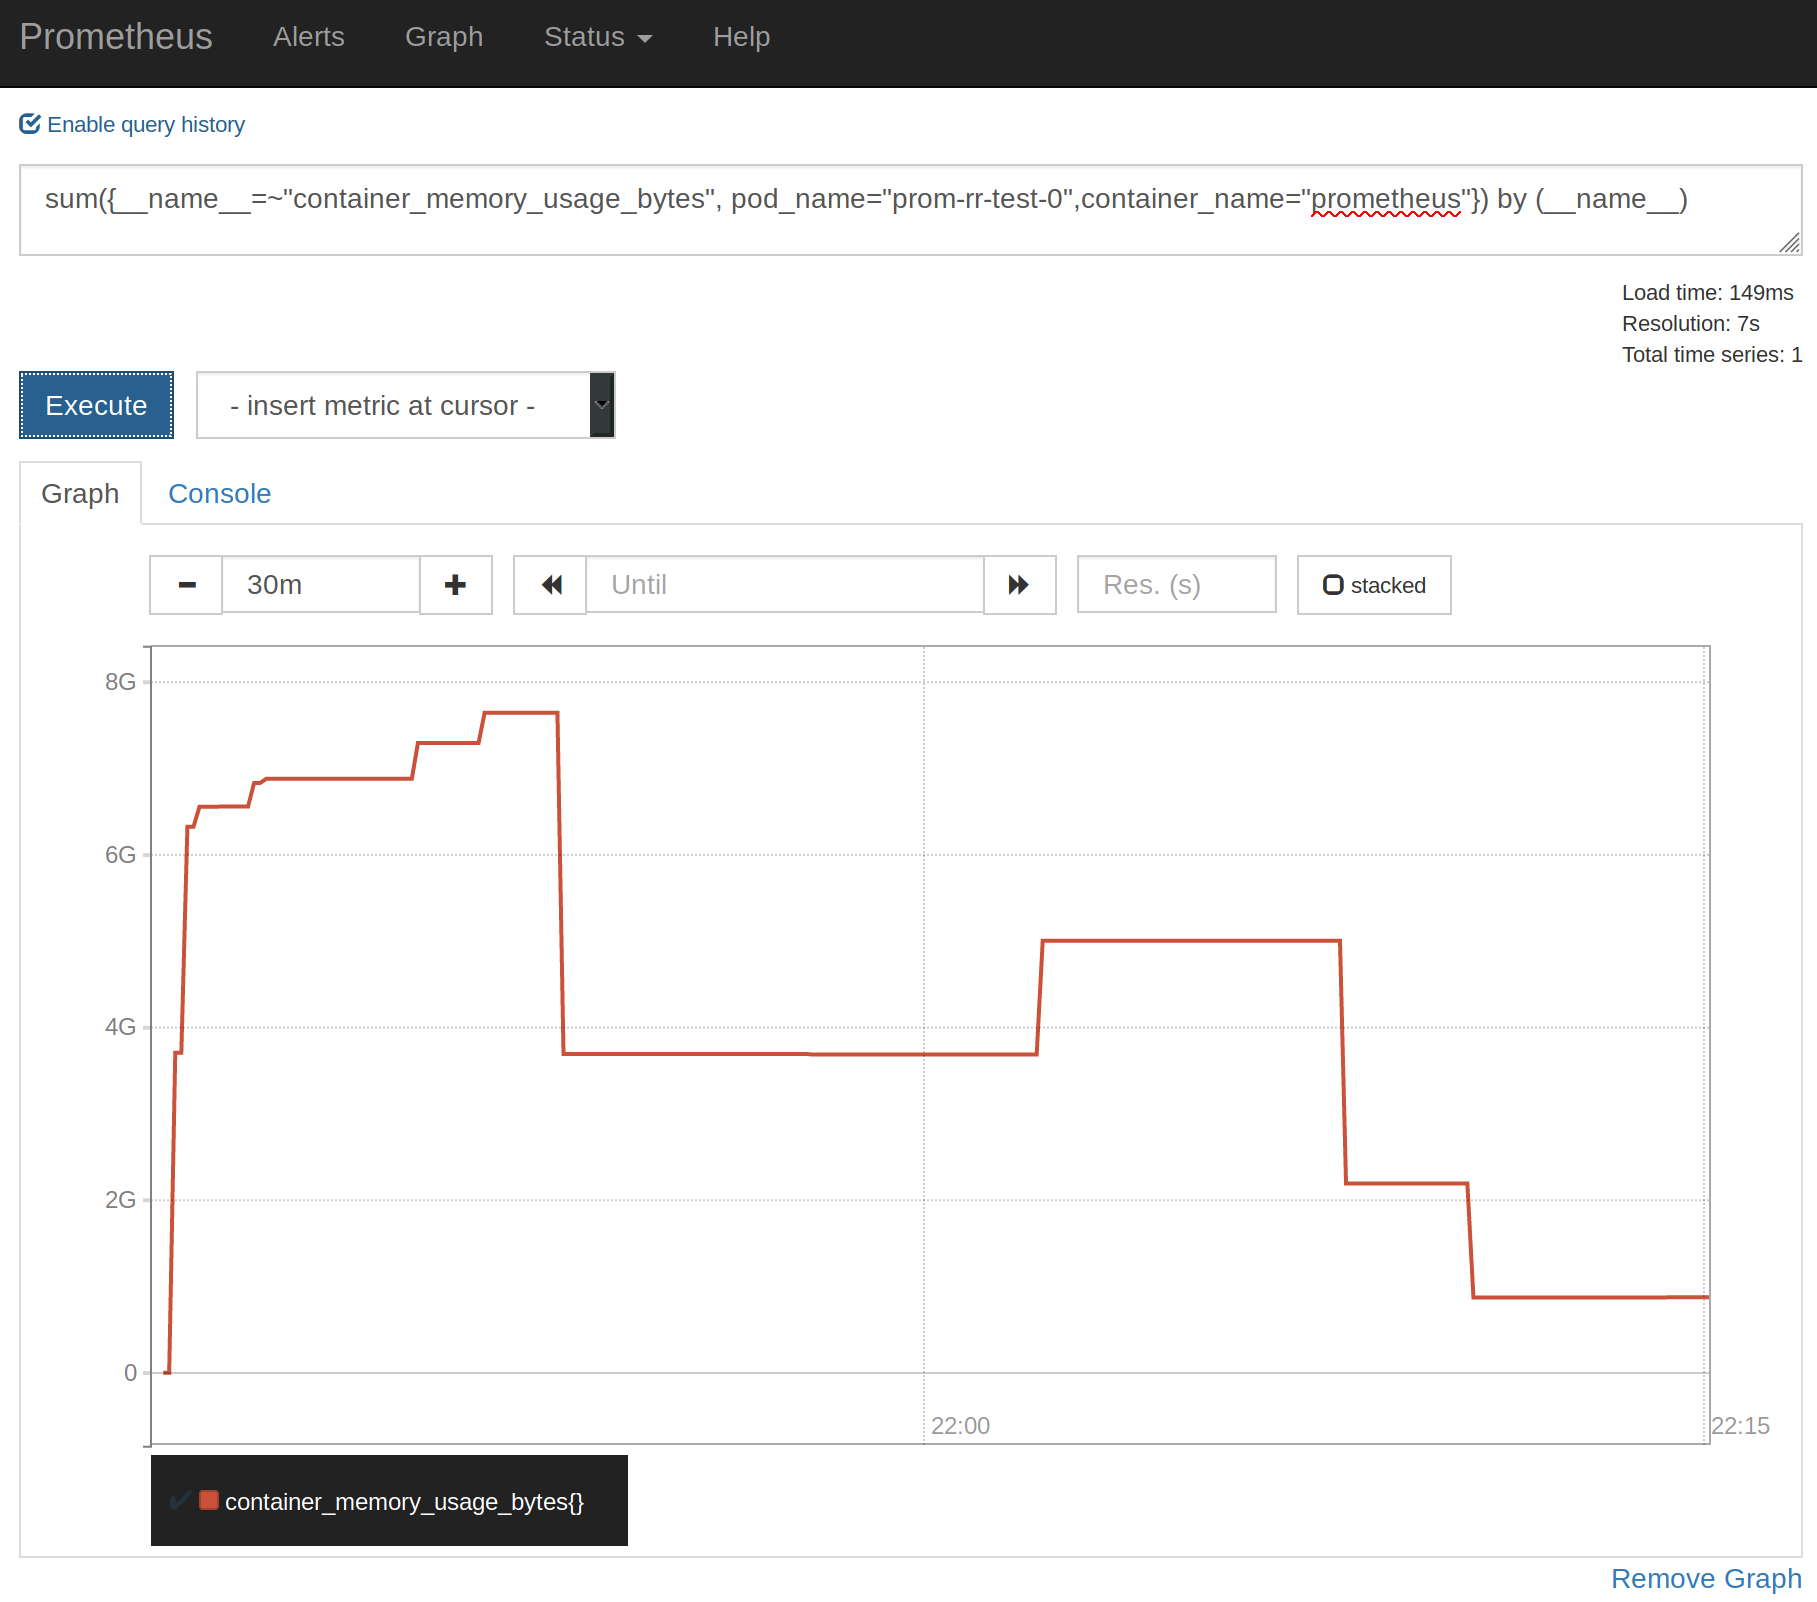 Prometheus Alerts Graph Status Help
Enable query history
sum({__name__=~"container_memory_usage_bytes", pod_name="prom-rr-test-0",container_name="prometheus"}) by (__name__)
Load time: 149ms
Resolution: 7s
Total time series: 1
Execute - insert metric at cursor -
Graph Console
30m Until Res. (s) stacked
8G
6G
4G
2G
0
22:00 22:15
container_memory_usage_bytes{}
Remove Graph